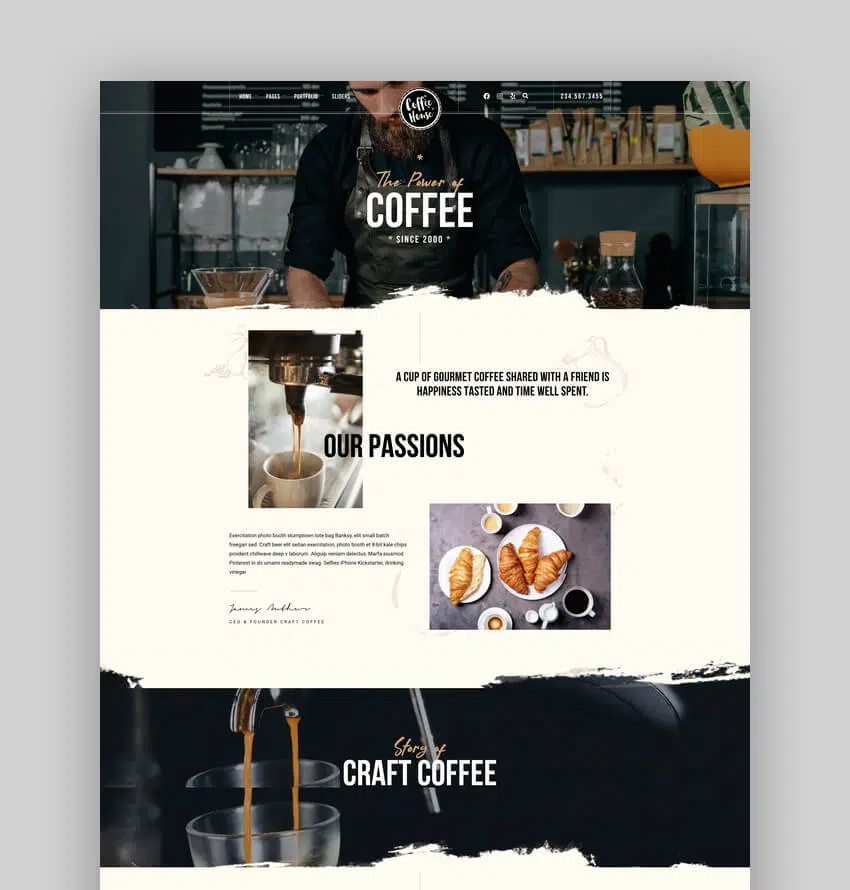 HOME PAGES PORTFOLIO SLIDERS
Coffee
House
234.567.3455
The Power of
COFFEE
* SINCE 2000 *
A CUP OF GOURMET COFFEE SHARED WITH A FRIEND IS
HAPPINESS TASTED AND TIME WELL SPENT.
OUR PASSIONS
Exercitation photo booth stumptown tote bag Banksy, elit small batch
freegan sed. Craft beer elit seitan exercitation, photo booth et 8-bit kale chips
proident chillwave deep v laborum. Aliquip veniam delectus, Marfa eiusmod
Pinterest in do umami readymade swag. Selfies iPhone Kickstarter, drinking
vinegar
CEO & FOUNDER CRAFT COFFEE
Story of
CRAFT COFFEE